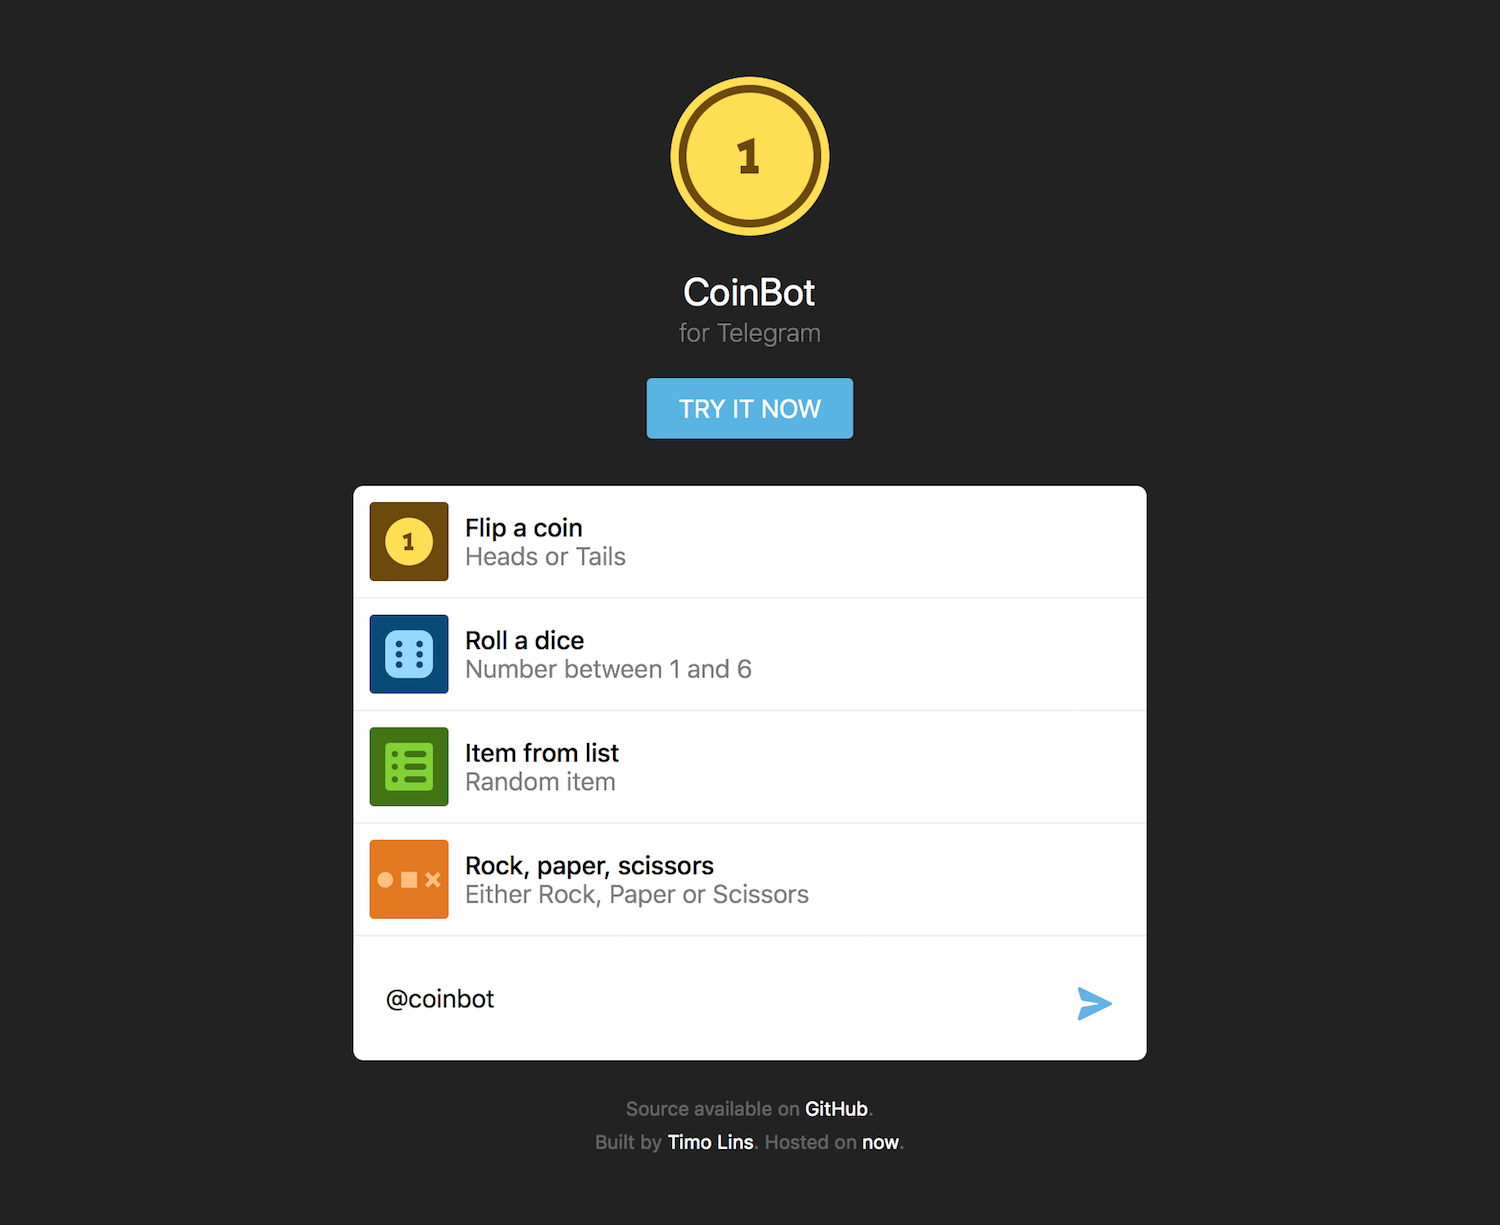 1
CoinBot
for Telegram
TRY IT NOW
1
Flip a coin
Heads or Tails
Roll a dice
Number between 1 and 6
Item from list
Random item
Rock, paper, scissors
Either Rock, Paper or Scissors
@coinbot
Source available on GitHub.
Built by Timo Lins. Hosted on now.